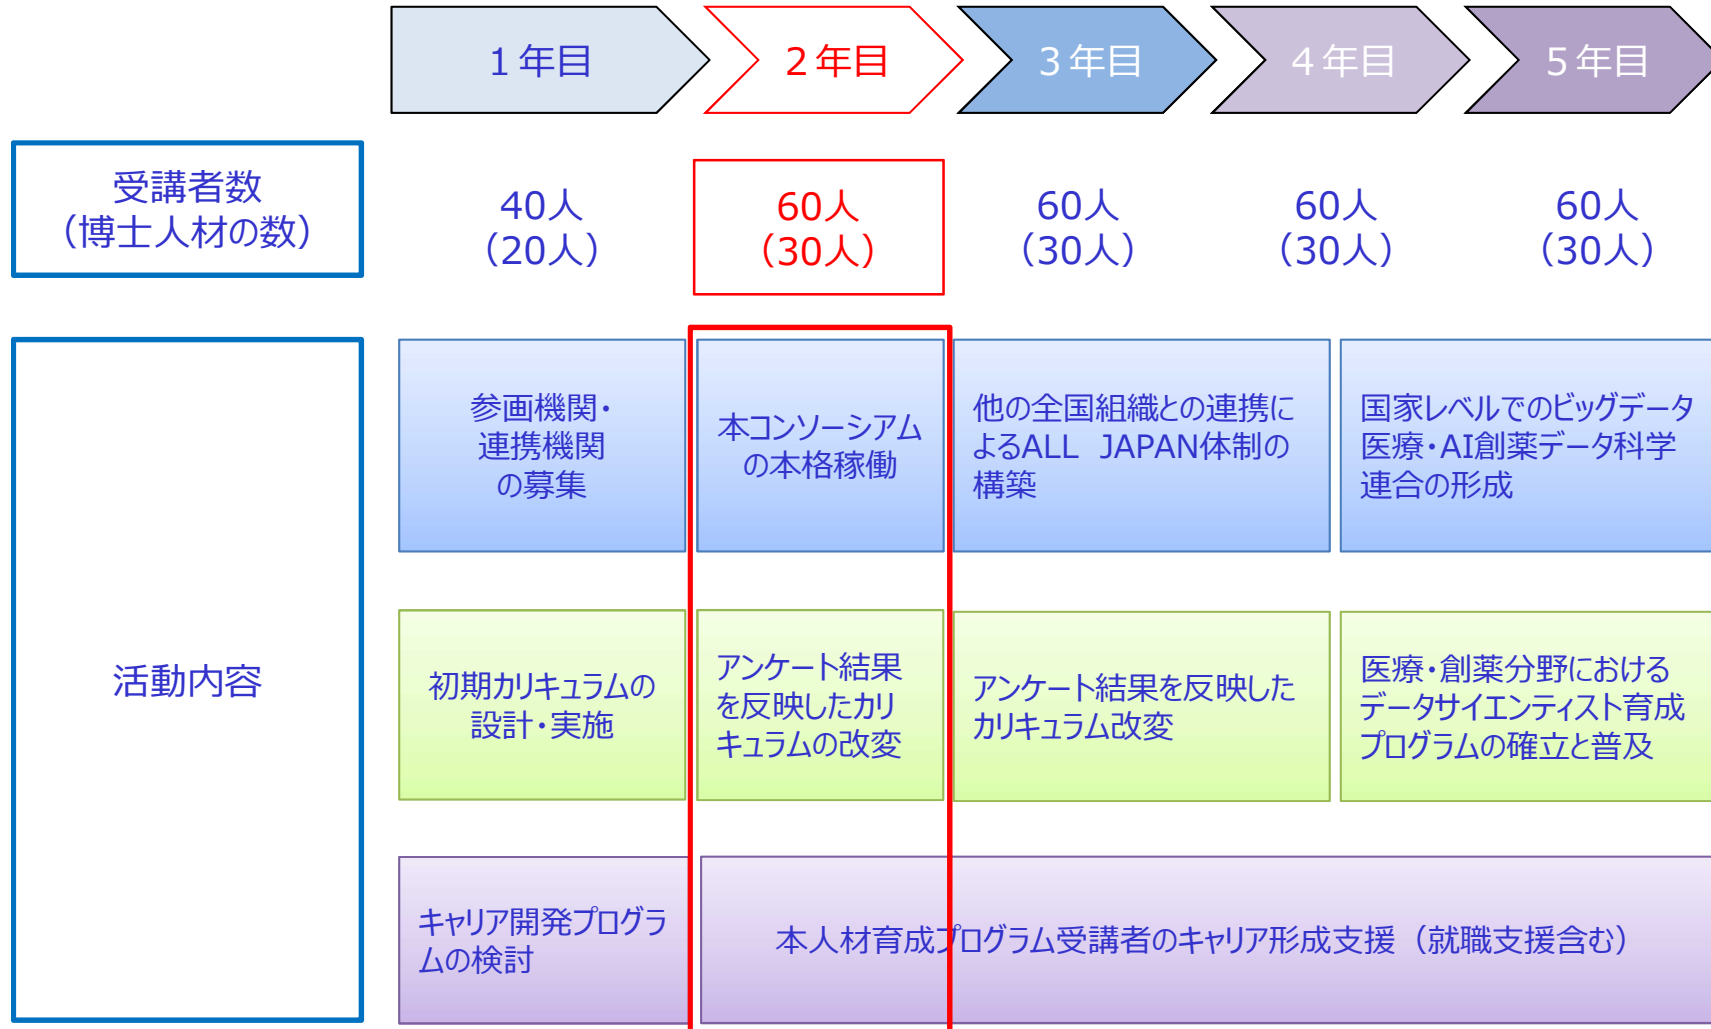 1年目
2年目
3年目
4年目
5年目
受講者数
（博士人材の数）
40人
（20人）
60人
（30人）
60人
（30人）
60人
（30人）
60人
（30人）
活動内容
参画機関・
連携機関
の募集
本コンソーシアム
の本格稼働
他の全国組織との連携に
よるALL JAPAN体制の
構築
国家レベルでのビッグデータ
医療・AI創薬データ科学
連合の形成
初期カリキュラムの
設計・実施
アンケート結果
を反映したカリ
キュラムの改変
アンケート結果を反映した
カリキュラム改変
医療・創薬分野における
データサイエンティスト育成
プログラムの確立と普及
キャリア開発プログラ
ムの検討
本人材育成プログラム受講者のキャリア形成支援（就職支援含む）